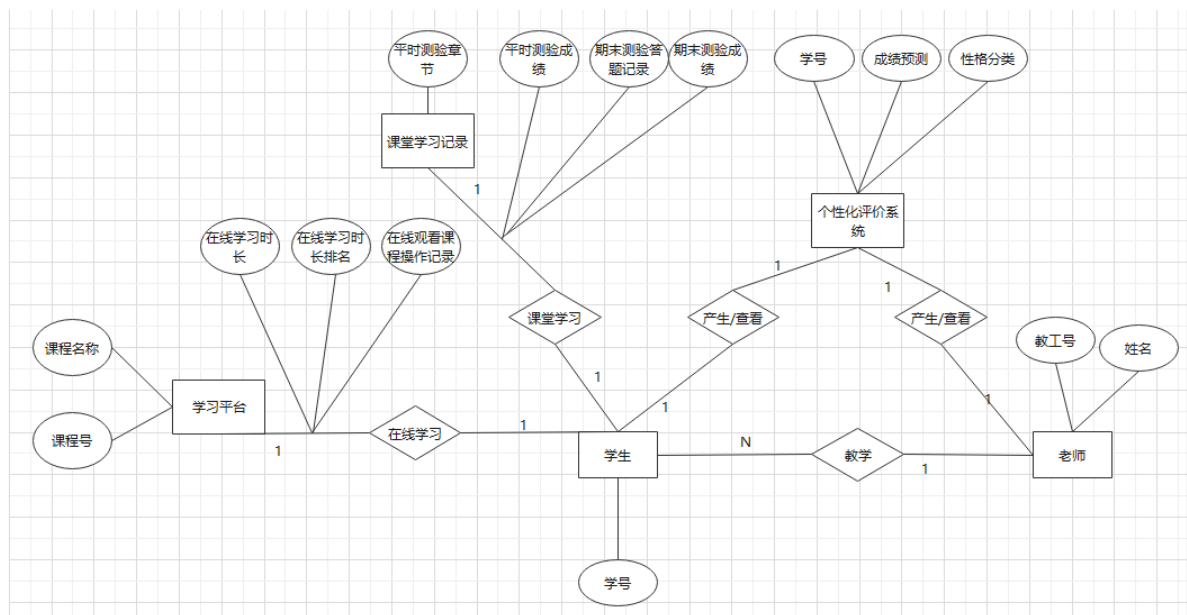 平时测验章
节
平时测验成
绩
期末测验答
题记录
期末测验成
绩
学号
成绩预测
性格分类
课堂学习记录
1
个性化评价系
统
在线学习时
长
在线学习时
长排名
在线观看课
程操作记录
1
1
课堂学习
产生/查看
产生/查看
课程名称
教工号
姓名
1
学习平台
1
1
课程号
1
在线学习
1
学生
N
教学
1
老师
学号